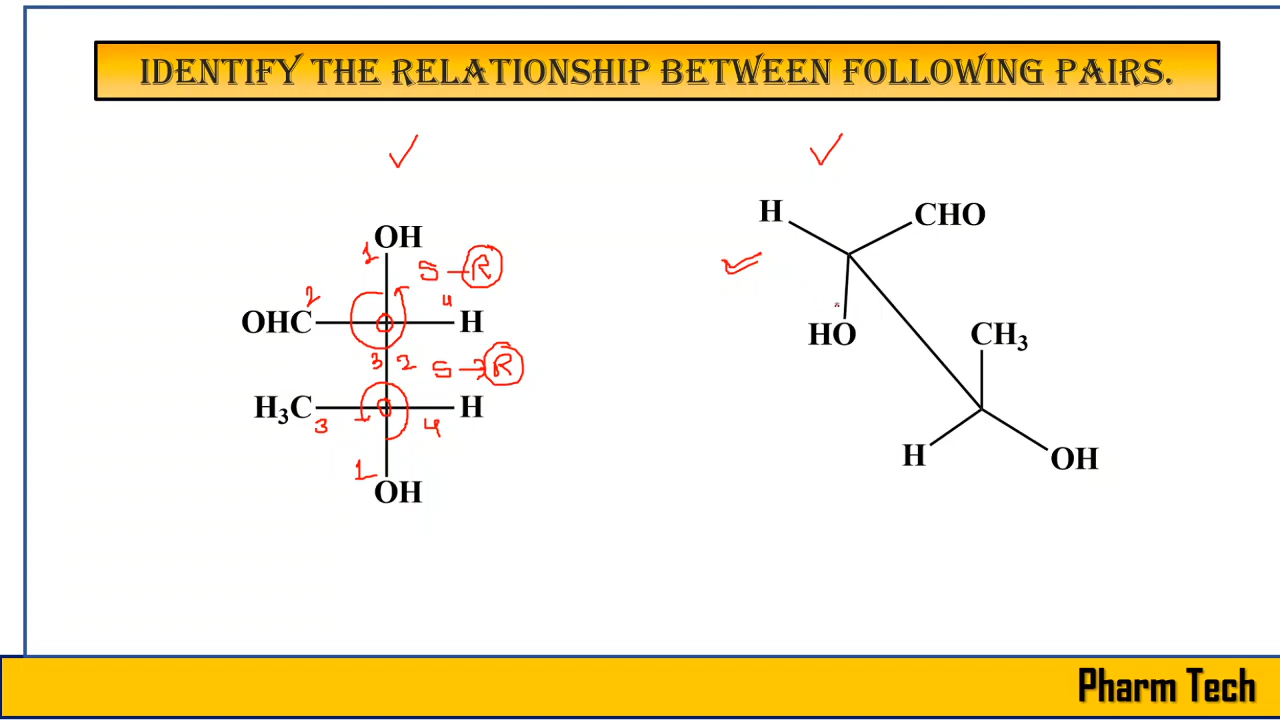 IDENTIFY THE RELATIONSHIP BETWEEN FOLLOWING PAIRS.
H CHO
OH
1 S → R
2 4
OHC H
HO CH3
3 2 S → R
H3C H
3 4
1
OH
H OH
Pharm Tech